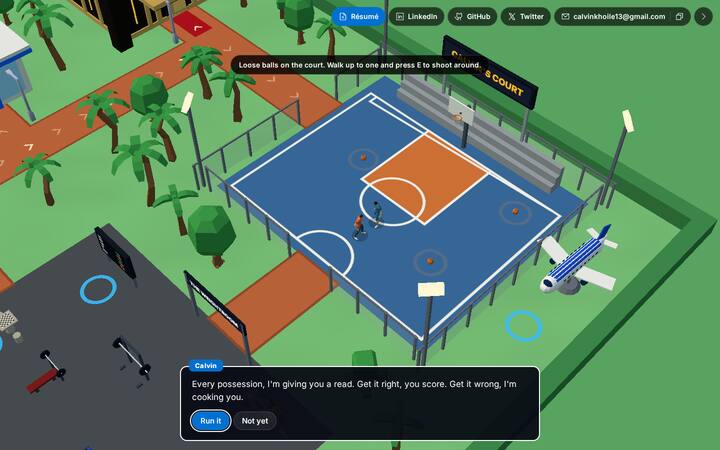 Résumé
LinkedIn
GitHub
Twitter
calvinkhoile13@gmail.com
Loose balls on the court. Walk up to one and press E to shoot around.
COURT
Calvin
Every possession, I'm giving you a read. Get it right, you score. Get it wrong, I'm
cooking you.
Run it
Not yet